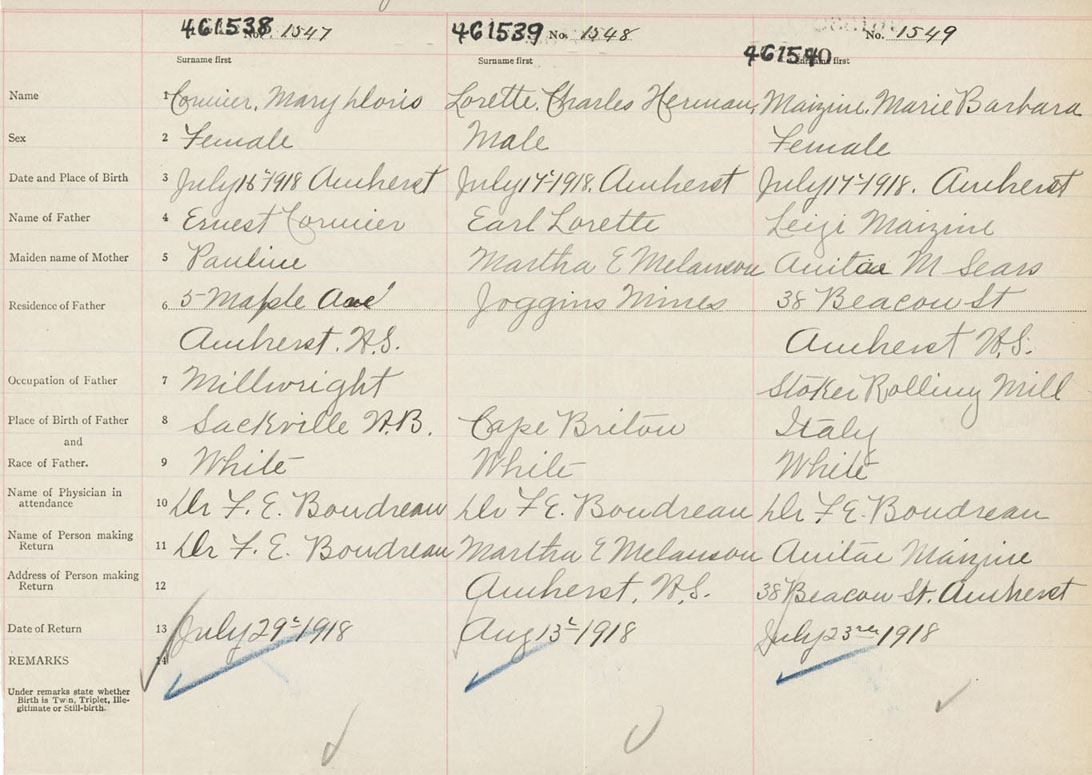 461538 No. 1547 461539 No. 1548 461540 No. 1549
Surname first Surname first Surname first
Name 1 Cormier, Mary Doris Lorette, Charles Herman, Maizine, Marie Barbara
Sex 2 Female Male Female
Date and Place of Birth 3 July 1918 Amherst July 17 1918. Amherst July 17 1918. Amherst
Name of Father 4 Ernest Cormier Earl Lorette Leigi Maizine
Maiden name of Mother 5 Pauline Martha E Melanson Anitae M Sears
Residence of Father 6 5 Maple Ave Joggins Mines 38 Beacon St
Amherst. N.S. Amherst N.S.
Occupation of Father 7 Millwright Stoker Rolling Mill
Place of Birth of Father 8 Sackville N.B. Cape Briton Italy
and
Race of Father. 9 White White White
Name of Physician in
attendance 10 Dr F. E. Boudreau Dr F E. Boudreau Dr F E. Boudreau
Name of Person making
Return 11 Dr F. E. Boudreau Martha E Melanson Anitae Maizine
Address of Person making
Return 12 Amherst, N.S. 38 Beacon St. Amherst
Date of Return 13 July 29th 1918 Aug 13th 1918 July 23rd 1918
REMARKS 14
Under remarks state whether
Birth is Twin, Triplet, Ille-
gitimate or Still-birth.